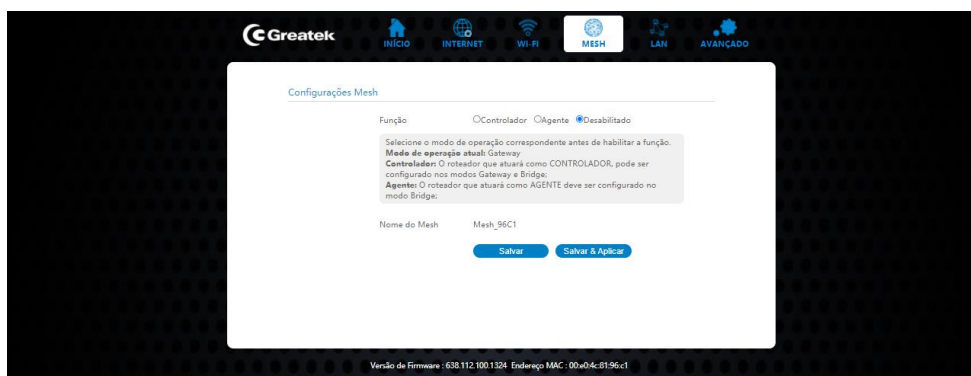 Greatek
INÍCIO
INTERNET
WI-FI
MESH
LAN
AVANÇADO
Configurações Mesh
Função
Controlador Agente Desabilitado
Selecione o modo de operação correspondente antes de habilitar a função.
Modo de operação atual: Gateway
Controlador: O roteador que atuará como CONTROLADOR, pode ser
configurado nos modos Gateway e Bridge;
Agente: O roteador que atuará como AGENTE deve ser configurado no
modo Bridge;
Nome do Mesh
Mesh_96C1
Salvar
Salvar & Aplicar
Versão de Firmware : 638.112.100.1324 Endereço MAC : 00:e0:4c:81:96:c1